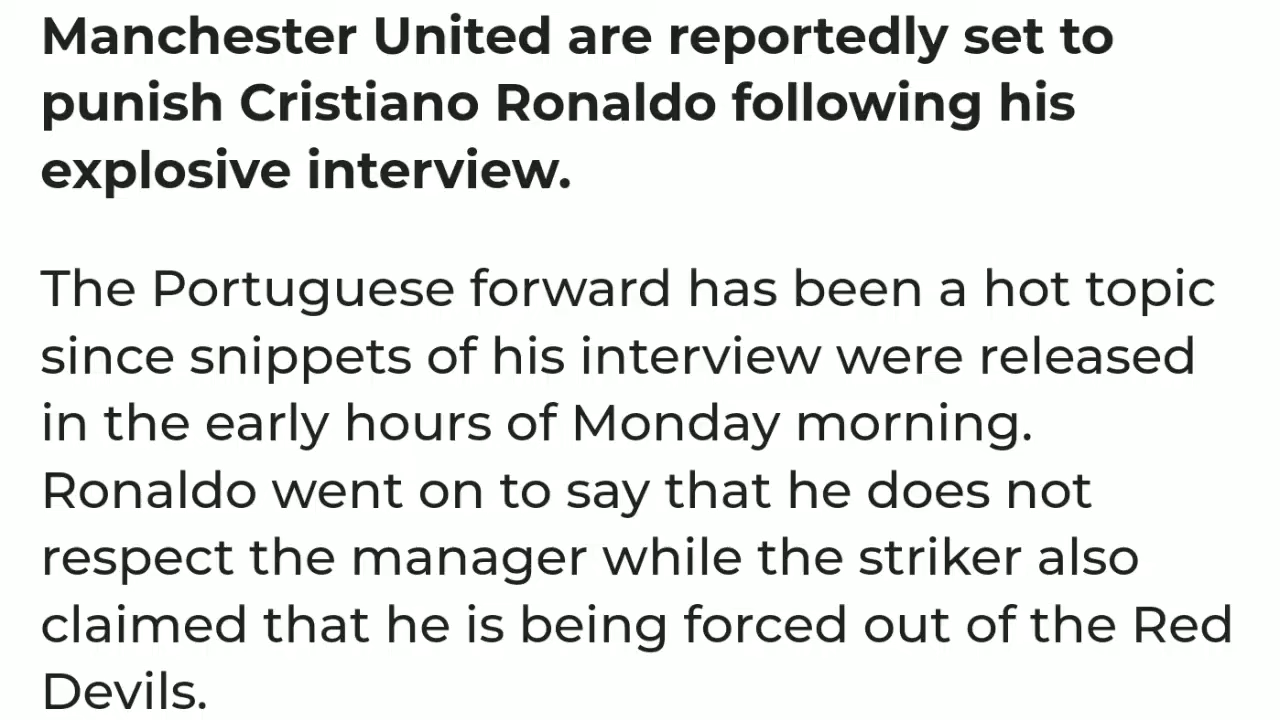 Manchester United are reportedly set to
punish Cristiano Ronaldo following his
explosive interview.
The Portuguese forward has been a hot topic
since snippets of his interview were released
in the early hours of Monday morning.
Ronaldo went on to say that he does not
respect the manager while the striker also
claimed that he is being forced out of the Red
Devils.